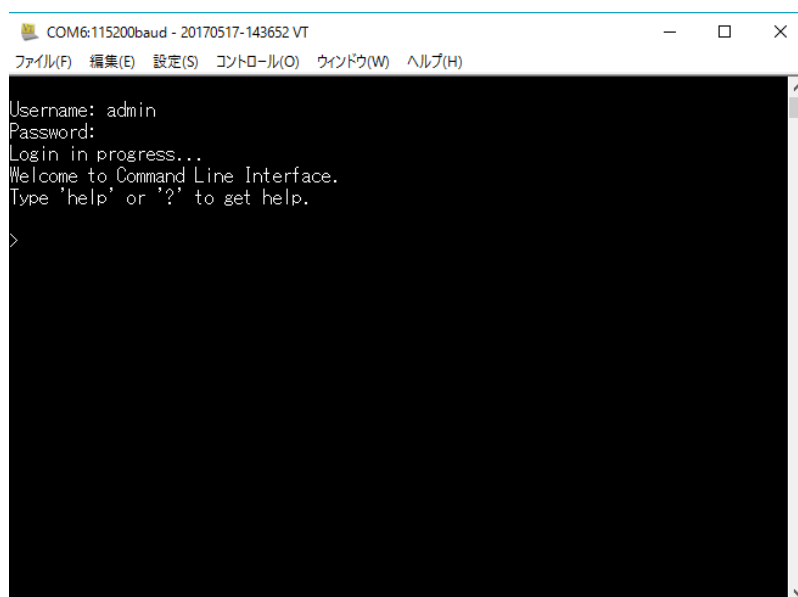 COM6:115200baud - 20170517-143652 VT
ファイル(F) 編集(E) 設定(S) コントロール(O) ウィンドウ(W) ヘルプ(H)
Username: admin
Password:
Login in progress...
Welcome to Command Line Interface.
Type 'help' or '?' to get help.
>